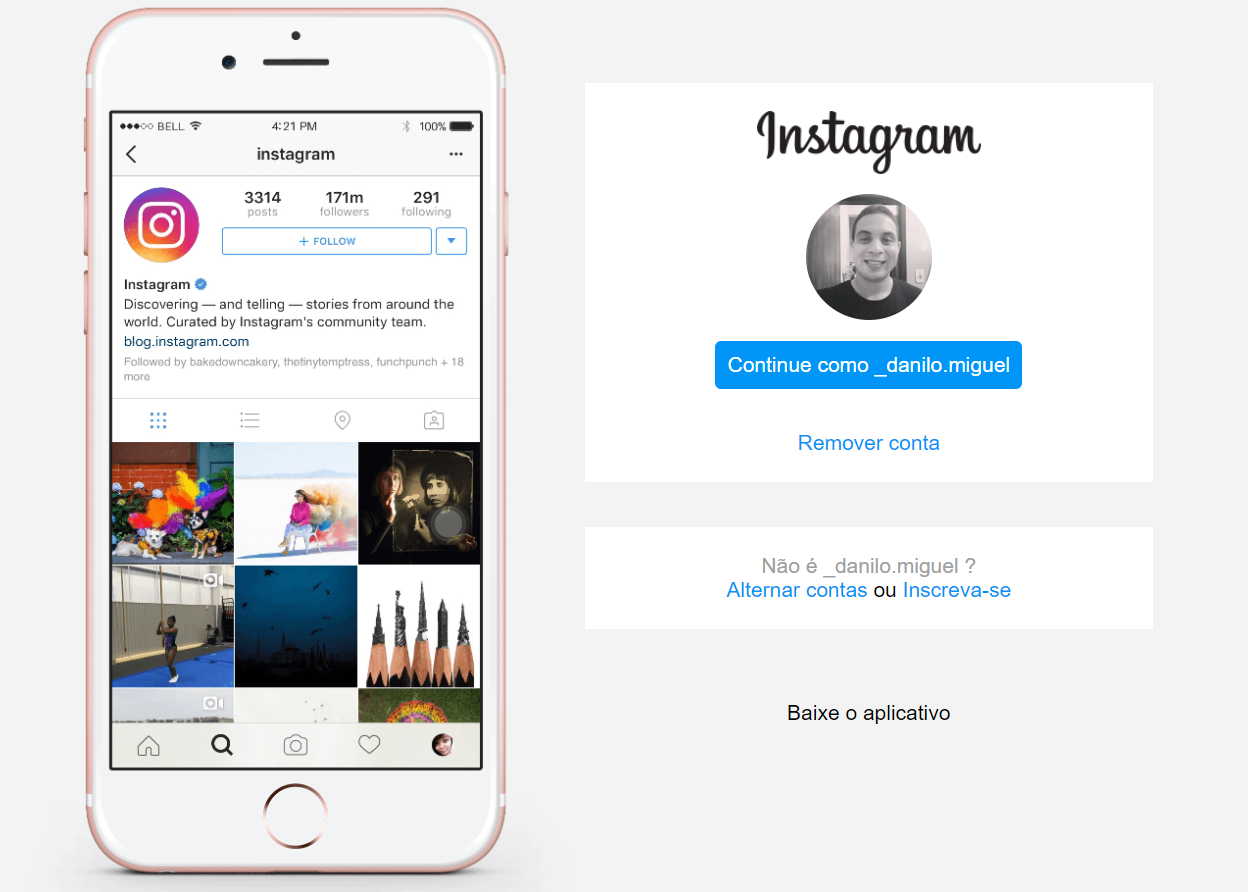 BELL
4:21 PM
100%
instagram
3314
posts
171m
followers
291
following
+ FOLLOW
Instagram
Discovering — and telling — stories from around the
world. Curated by Instagram's community team.
blog.instagram.com
Followed by bakedowncakery, thetinytemptress, funchpunch + 18
more
Instagram
Continue como _danilo.miguel
Remover conta
Não é _danilo.miguel ?
Alternar contas ou Inscreva-se
Baixe o aplicativo